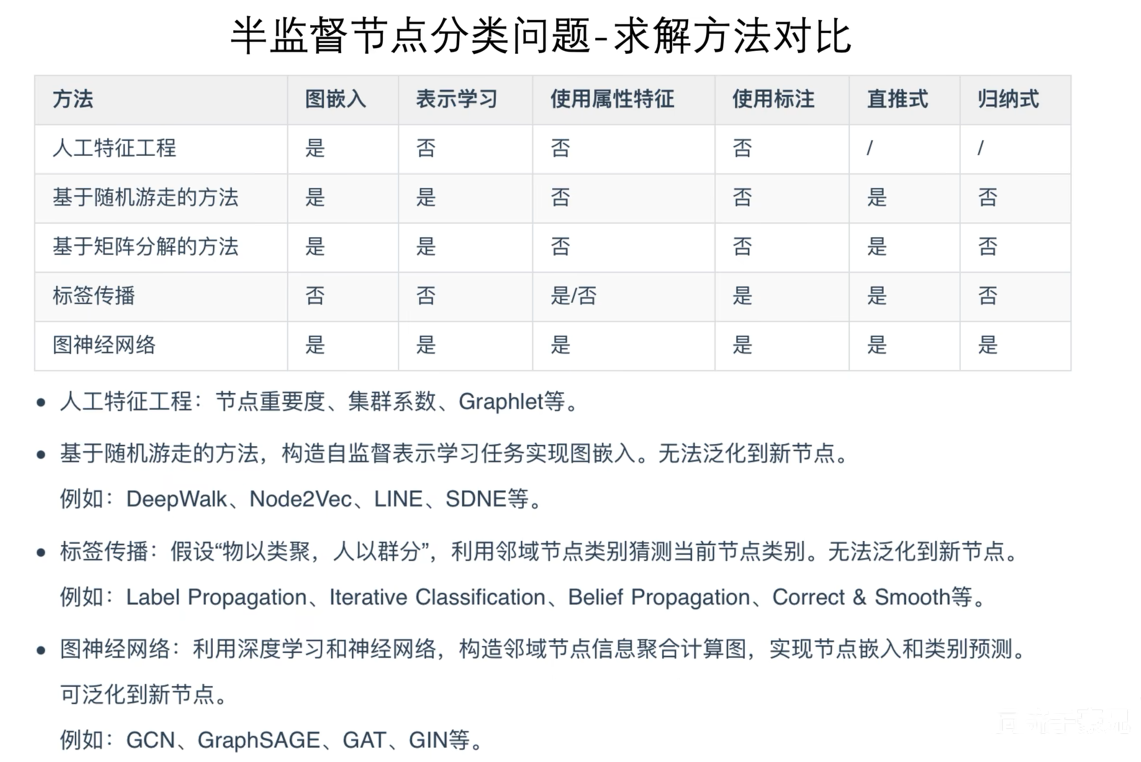 半监督节点分类问题-求解方法对比
方法 图嵌入 表示学习 使用属性特征 使用标注 直推式 归纳式
人工特征工程 是 否 否 否 / /
基于随机游走的方法 是 是 否 否 是 否
基于矩阵分解的方法 是 是 否 否 是 否
标签传播 否 否 是/否 是 是 否
图神经网络 是 是 是 是 是 是
• 人工特征工程：节点重要度、集群系数、Graphlet等。
• 基于随机游走的方法，构造自监督表示学习任务实现图嵌入。无法泛化到新节点。
例如：DeepWalk、Node2Vec、LINE、SDNE等。
• 标签传播：假设“物以类聚，人以群分”，利用邻域节点类别猜测当前节点类别。无法泛化到新节点。
例如：Label Propagation、Iterative Classification、Belief Propagation、Correct & Smooth等。
• 图神经网络：利用深度学习和神经网络，构造邻域节点信息聚合计算图，实现节点嵌入和类别预测。
可泛化到新节点。
例如：GCN、GraphSAGE、GAT、GIN等。